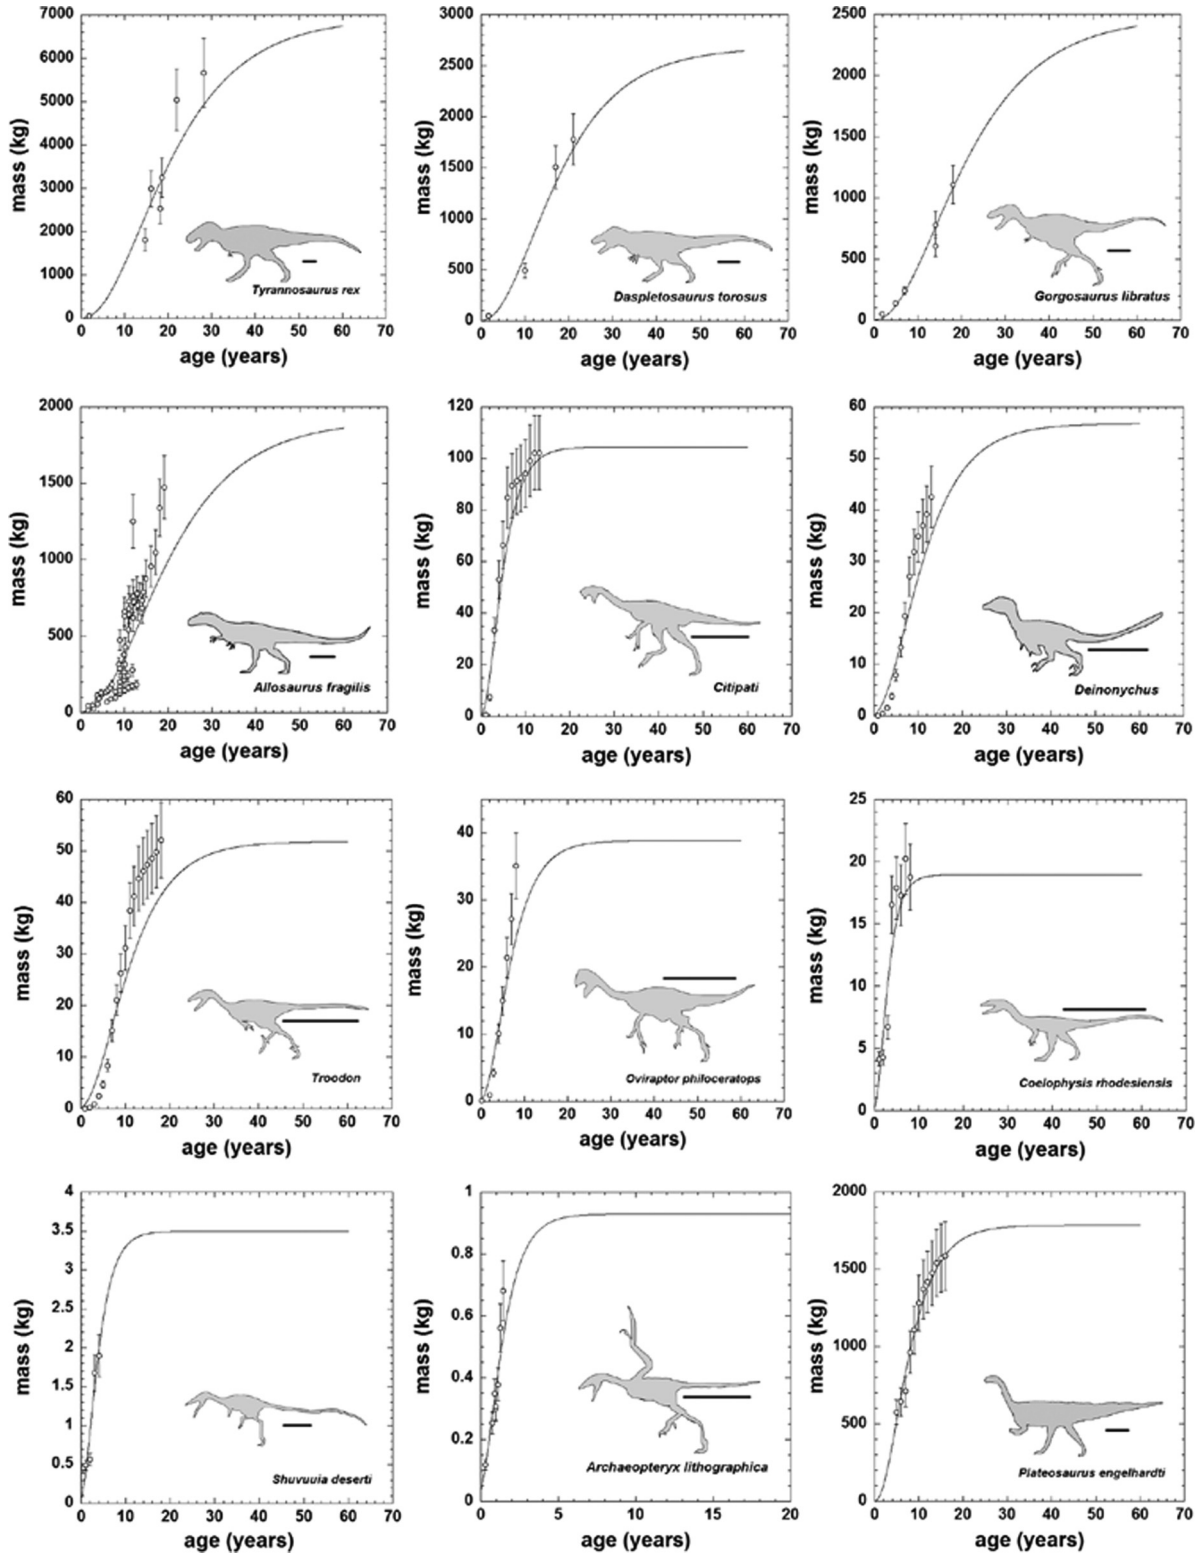 7000
6000
5000
4000
3000
2000
1000
0
mass (kg)
Tyrannosaurus rex
0 10 20 30 40 50 60 70
age (years)
3000
2500
2000
1500
1000
500
0
mass (kg)
Daspletosaurus torosus
0 10 20 30 40 50 60 70
age (years)
2500
2000
1500
1000
500
0
mass (kg)
Gorgosaurus libratus
0 10 20 30 40 50 60 70
age (years)
2000
1500
1000
500
0
mass (kg)
Allosaurus fragilis
0 10 20 30 40 50 60 70
age (years)
120
100
80
60
40
20
0
mass (kg)
Citipati
0 10 20 30 40 50 60 70
age (years)
60
50
40
30
20
10
0
mass (kg)
Deinonychus
0 10 20 30 40 50 60 70
age (years)
60
50
40
30
20
10
0
mass (kg)
Troodon
0 10 20 30 40 50 60 70
age (years)
40
30
20
10
0
mass (kg)
Oviraptor philoceratops
0 10 20 30 40 50 60 70
age (years)
25
20
15
10
5
0
mass (kg)
Coelophysis rhodesiensis
0 10 20 30 40 50 60 70
age (years)
4
3.5
3
2.5
2
1.5
1
0.5
0
mass (kg)
Shuvuuia deserti
0 10 20 30 40 50 60 70
age (years)
1
0.8
0.6
0.4
0.2
0
mass (kg)
Archaeopteryx lithographica
0 5 10 15 20
age (years)
2000
1500
1000
500
0
mass (kg)
Plateosaurus engelhardti
0 10 20 30 40 50 60 70
age (years)